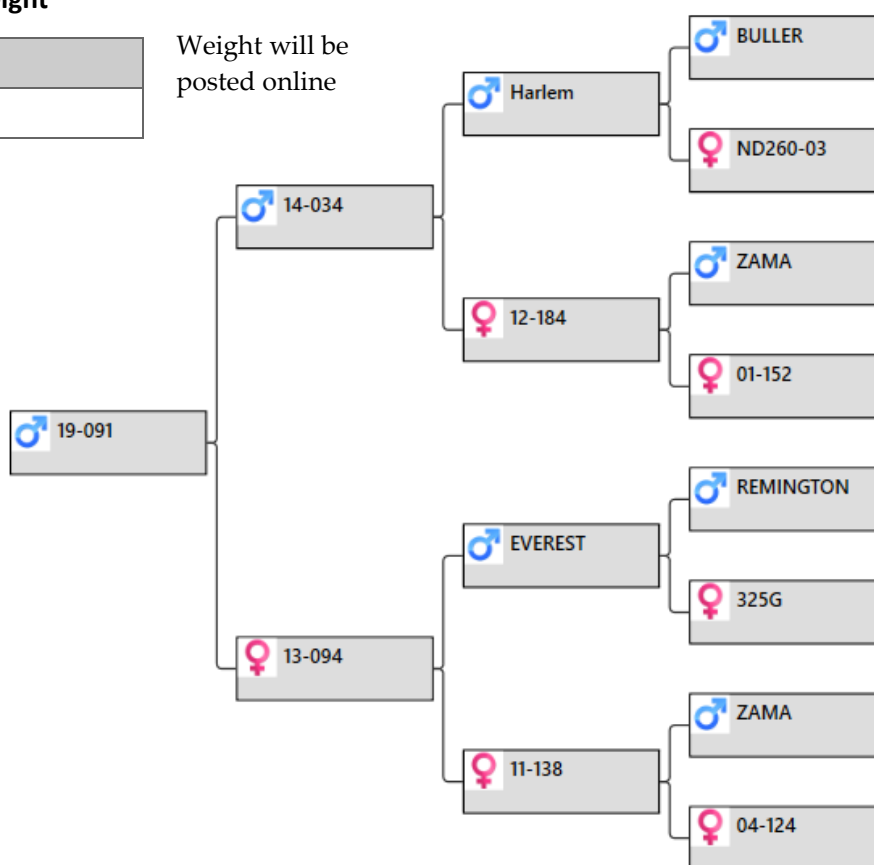 Weight will be
posted online
BULLER
Harlem
ND260-03
14-034
ZAMA
12-184
01-152
19-091
REMINGTON
EVEREST
325G
13-094
ZAMA
11-138
04-124